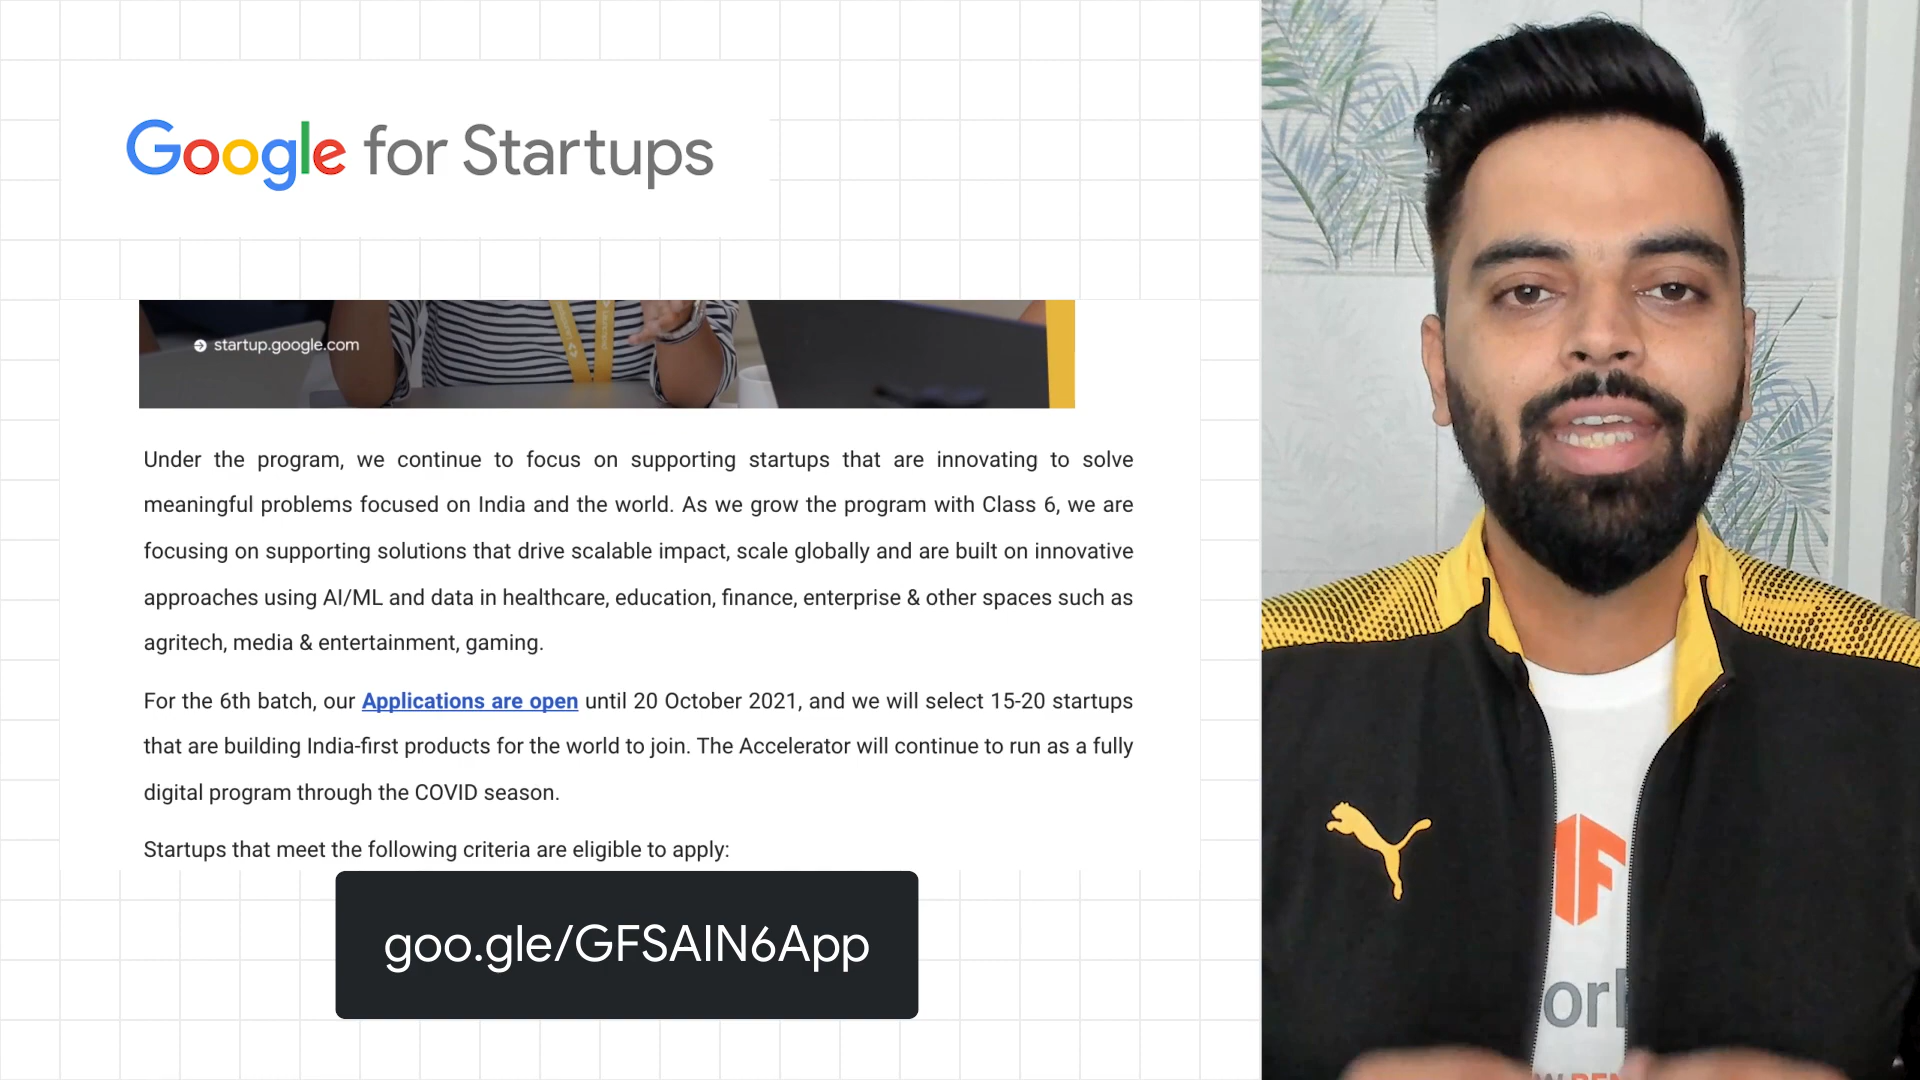 Google for Startups
startup.google.com
Under the program, we continue to focus on supporting startups that are innovating to solve
meaningful problems focused on India and the world. As we grow the program with Class 6, we are
focusing on supporting solutions that drive scalable impact, scale globally and are built on innovative
approaches using AI/ML and data in healthcare, education, finance, enterprise & other spaces such as
agritech, media & entertainment, gaming.
For the 6th batch, our Applications are open until 20 October 2021, and we will select 15-20 startups
that are building India-first products for the world to join. The Accelerator will continue to run as a fully
digital program through the COVID season.
Startups that meet the following criteria are eligible to apply:
goo.gle/GFSAIN6App